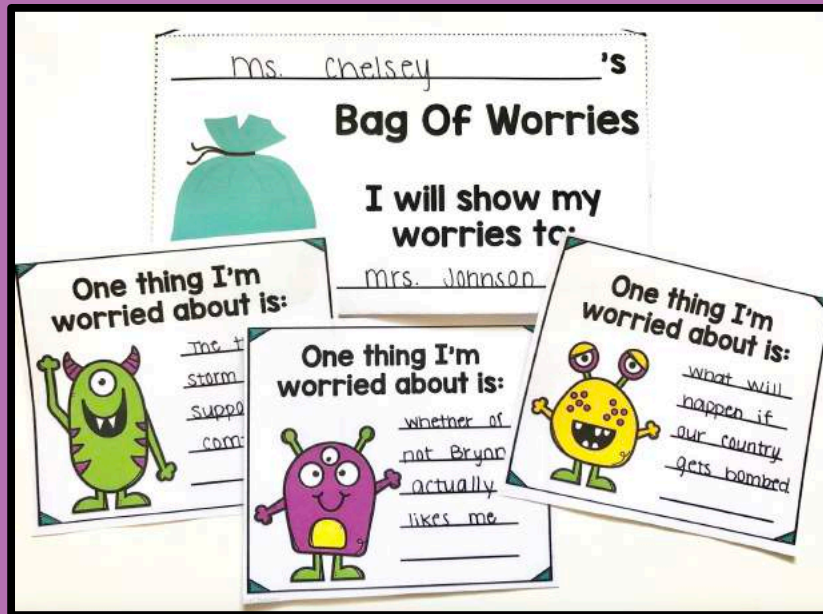 ms. Chelsey 's
Bag Of Worries
I will show my
worries to:
mrs. Johnson
One thing I'm
worried about is:
The
storm
com
One thing I'm
worried about is:
whether or
not Brynn
actually
likes me
One thing I'm
worried about is:
what will
happen if
our country
gets bombed